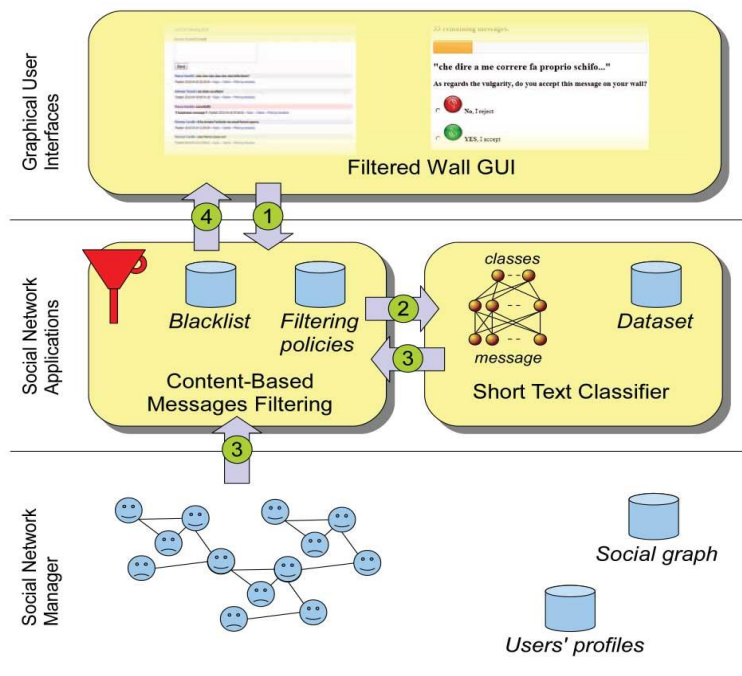 Graphical User
Interfaces
22 remaining messages
"che dire a me correre fa proprio schifo..."
As regards the vulgarity, do you accept this message on your wall?
No, I reject
YES, I accept
Filtered Wall GUI
4
1
Social Network
Applications
Blacklist
Filtering
policies
2
3
classes
message
Dataset
Content-Based
Messages Filtering
Short Text Classifier
3
Social Network
Manager
Social graph
Users' profiles